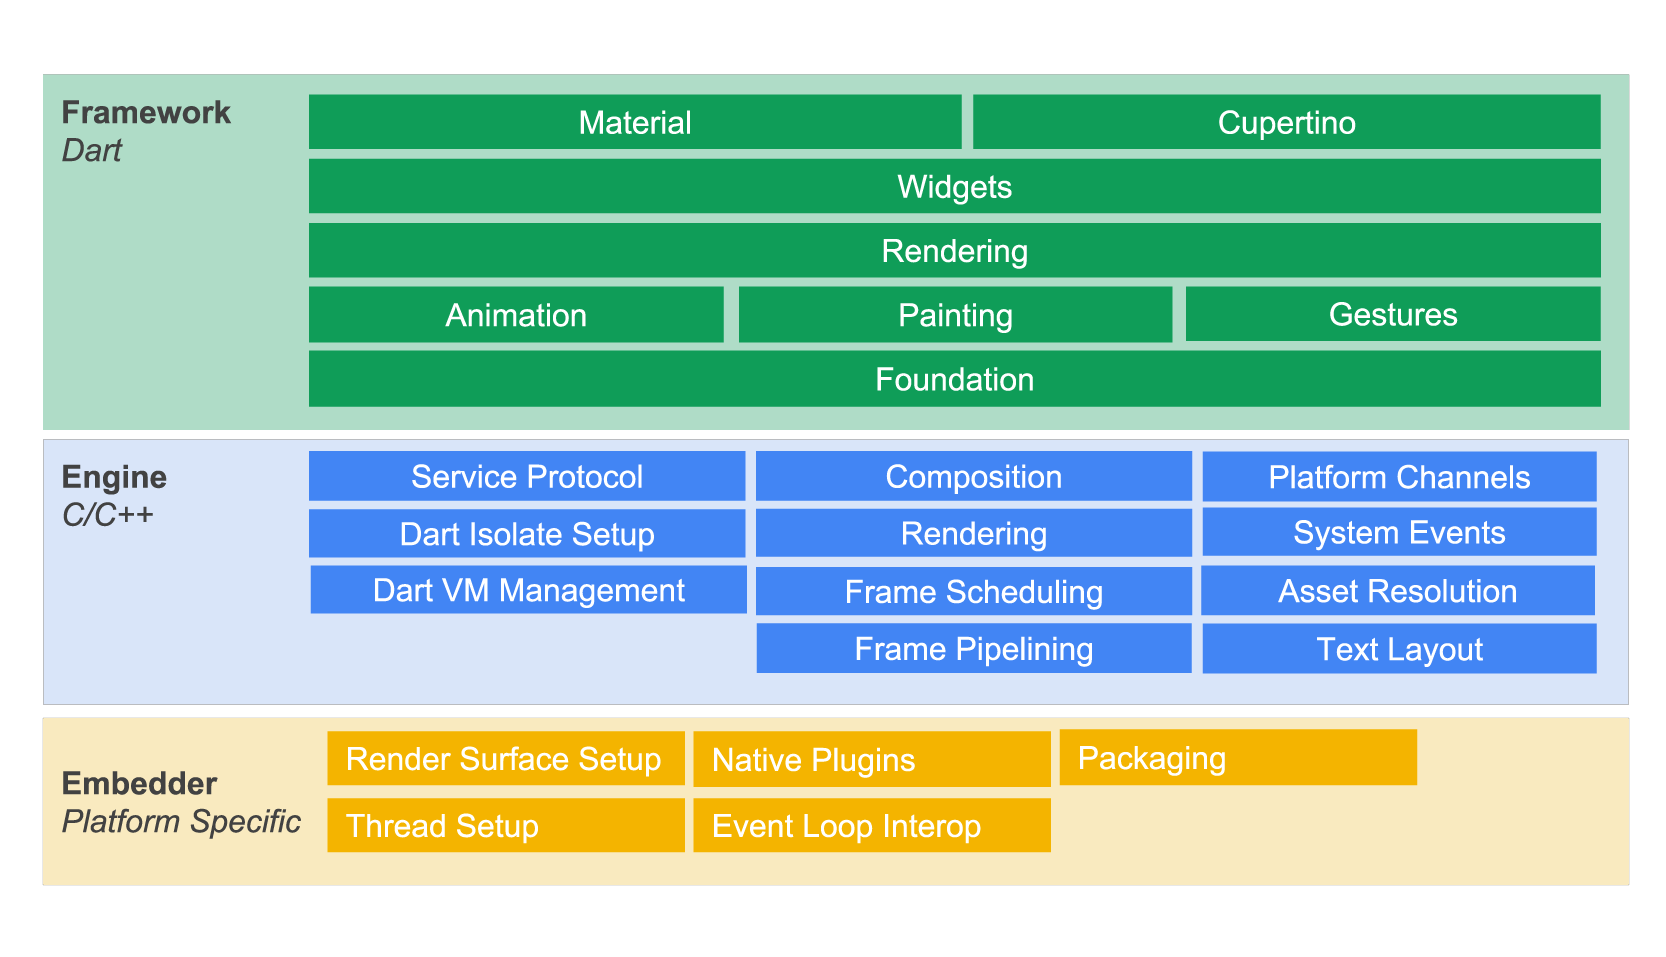 Framework
Dart
Material
Cupertino
Widgets
Rendering
Animation
Painting
Gestures
Foundation
Engine
C/C++
Service Protocol
Composition
Platform Channels
Dart Isolate Setup
Rendering
System Events
Dart VM Management
Frame Scheduling
Asset Resolution
Frame Pipelining
Text Layout
Embedder
Platform Specific
Render Surface Setup
Native Plugins
Packaging
Thread Setup
Event Loop Interop